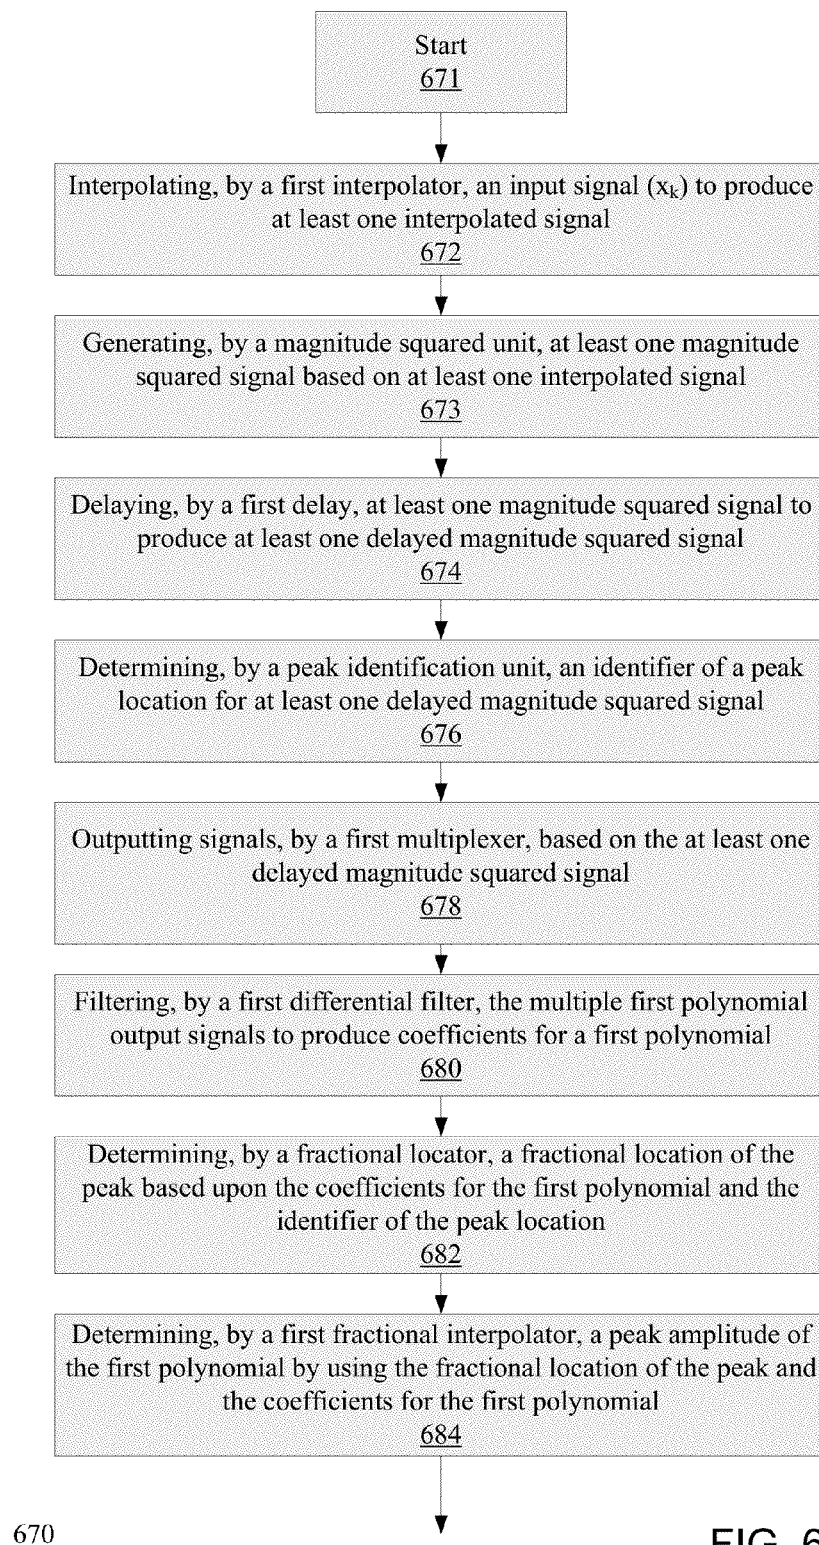 Start
671
Interpolating, by a first interpolator, an input signal (xk) to produce
at least one interpolated signal
672
Generating, by a magnitude squared unit, at least one magnitude
squared signal based on at least one interpolated signal
673
Delaying, by a first delay, at least one magnitude squared signal to
produce at least one delayed magnitude squared signal
674
Determining, by a peak identification unit, an identifier of a peak
location for at least one delayed magnitude squared signal
676
Outputting signals, by a first multiplexer, based on the at least one
delayed magnitude squared signal
678
Filtering, by a first differential filter, the multiple first polynomial
output signals to produce coefficients for a first polynomial
680
Determining, by a fractional locator, a fractional location of the
peak based upon the coefficients for the first polynomial and the
identifier of the peak location
682
Determining, by a first fractional interpolator, a peak amplitude of
the first polynomial by using the fractional location of the peak and
the coefficients for the first polynomial
684
670
FIG. 6